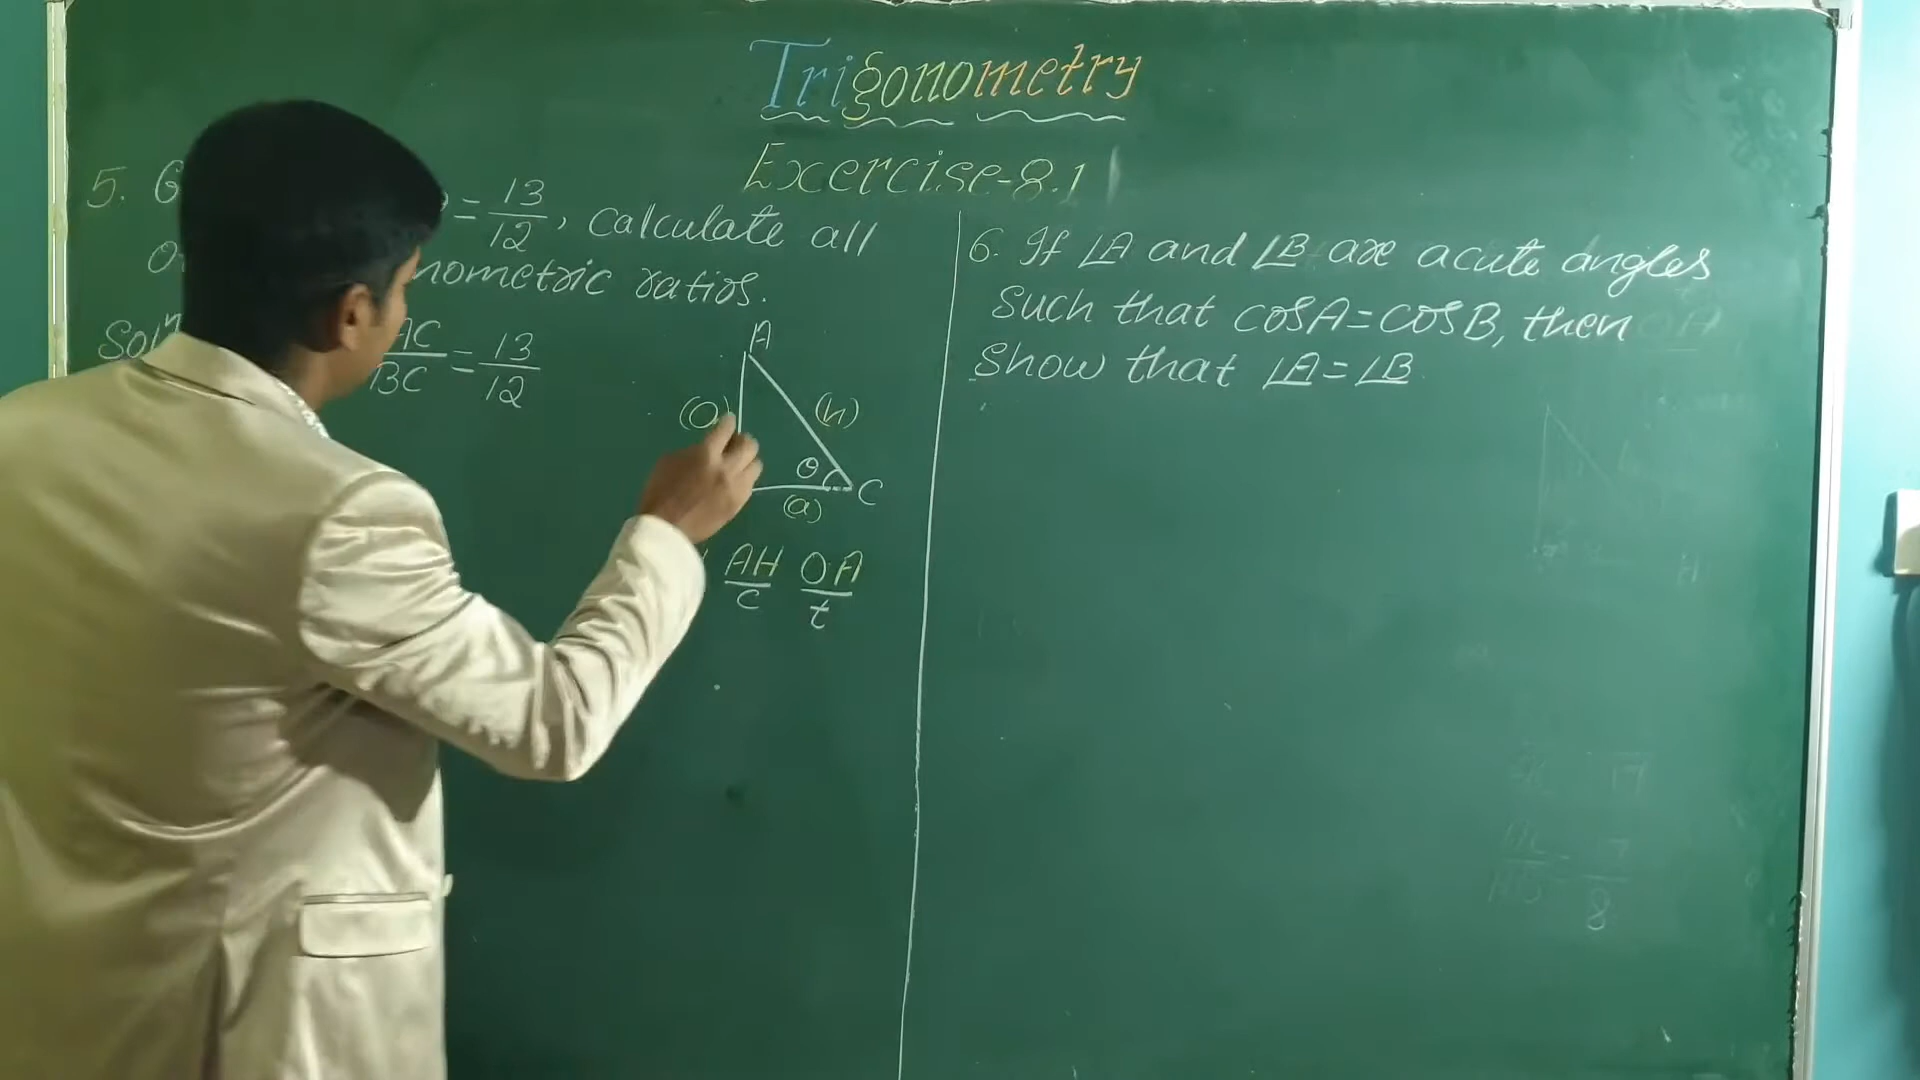 Trigonometry
Exercise-8.1
5. G = 13/12, calculate all
nometric ratios.
Sol AC/BC = 13/12
A
(O) (h)
θ C
(a)
AH/c OA/t
6. If ∠A and ∠B are acute angles
such that cosA=cosB, then
show that ∠A=∠B